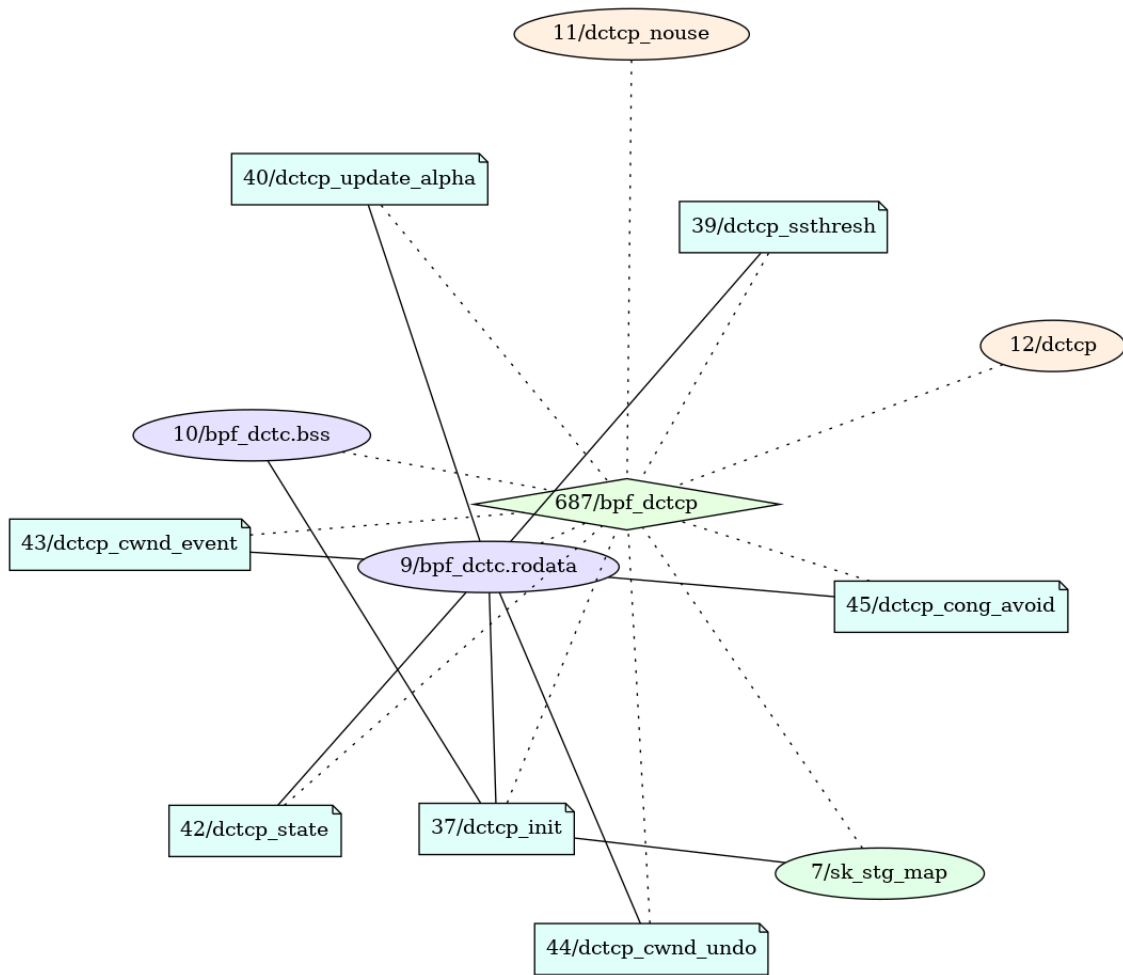 11/dctcp_nouse
40/dctcp_update_alpha
39/dctcp_ssthresh
12/dctcp
10/bpf_dctc.bss
687/bpf_dctcp
43/dctcp_cwnd_event
9/bpf_dctc.rodata
45/dctcp_cong_avoid
42/dctcp_state
37/dctcp_init
7/sk_stg_map
44/dctcp_cwnd_undo